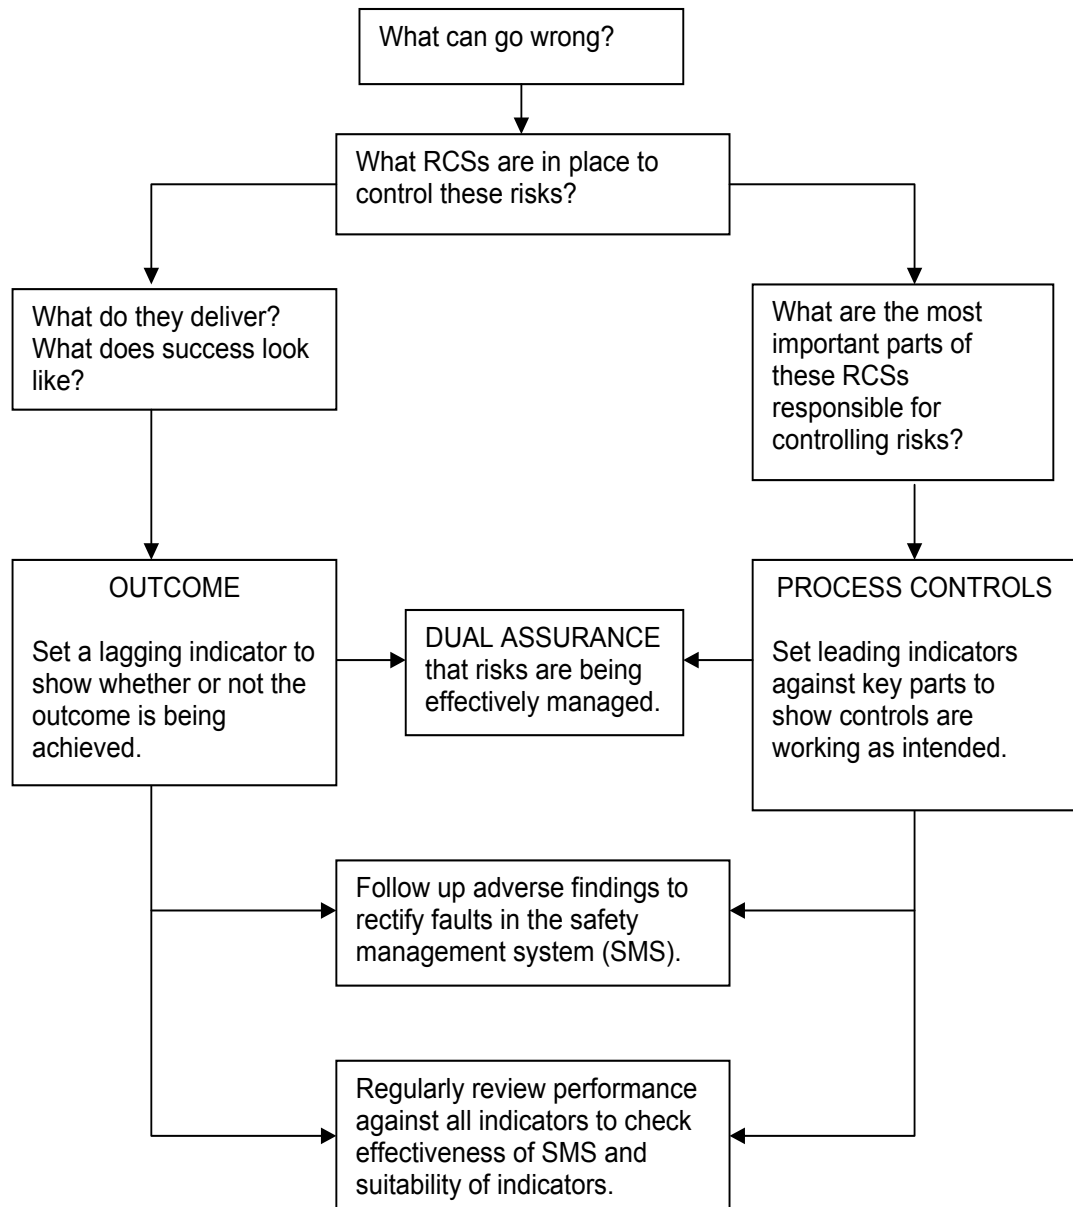 What can go wrong?
What RCSs are in place to
control these risks?
What do they deliver?
What does success look
like?
What are the most
important parts of
these RCSs
responsible for
controlling risks?
OUTCOME
Set a lagging indicator to
show whether or not the
outcome is being
achieved.
DUAL ASSURANCE
that risks are being
effectively managed.
PROCESS CONTROLS
Set leading indicators
against key parts to
show controls are
working as intended.
Follow up adverse findings to
rectify faults in the safety
management system (SMS).
Regularly review performance
against all indicators to check
effectiveness of SMS and
suitability of indicators.